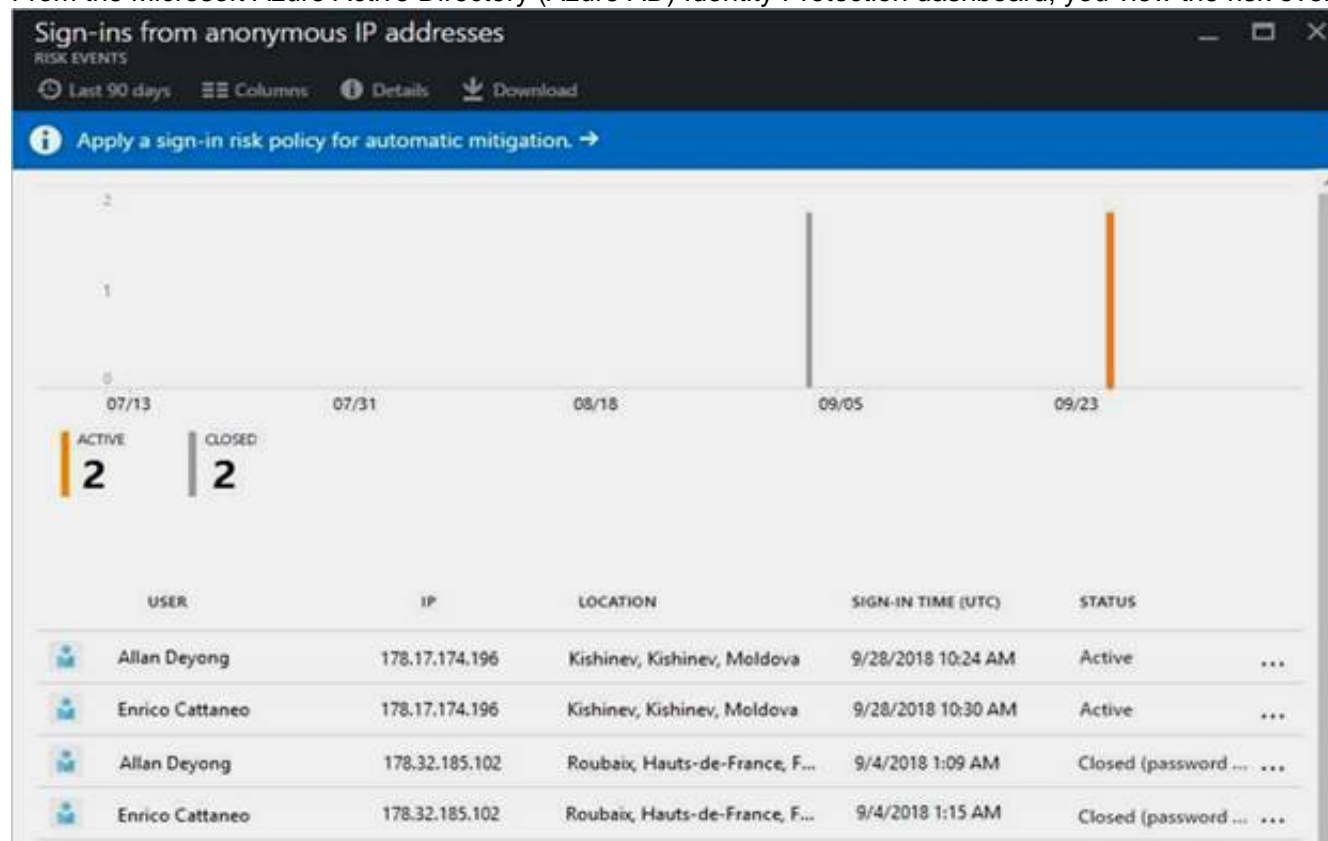 Sign-ins from anonymous IP addresses
RISK EVENTS
Last 90 days Columns Details Download
Apply a sign-in risk policy for automatic mitigation. →
2
1
0
07/13 07/31 08/18 09/05 09/23
ACTIVE CLOSED
2 2
USER IP LOCATION SIGN-IN TIME (UTC) STATUS
Allan Deyong 178.17.174.196 Kishinev, Kishinev, Moldova 9/28/2018 10:24 AM Active ...
Enrico Cattaneo 178.17.174.196 Kishinev, Kishinev, Moldova 9/28/2018 10:30 AM Active ...
Allan Deyong 178.32.185.102 Roubaix, Hauts-de-France, F... 9/4/2018 1:09 AM Closed (password ... ...
Enrico Cattaneo 178.32.185.102 Roubaix, Hauts-de-France, F... 9/4/2018 1:15 AM Closed (password ... ...